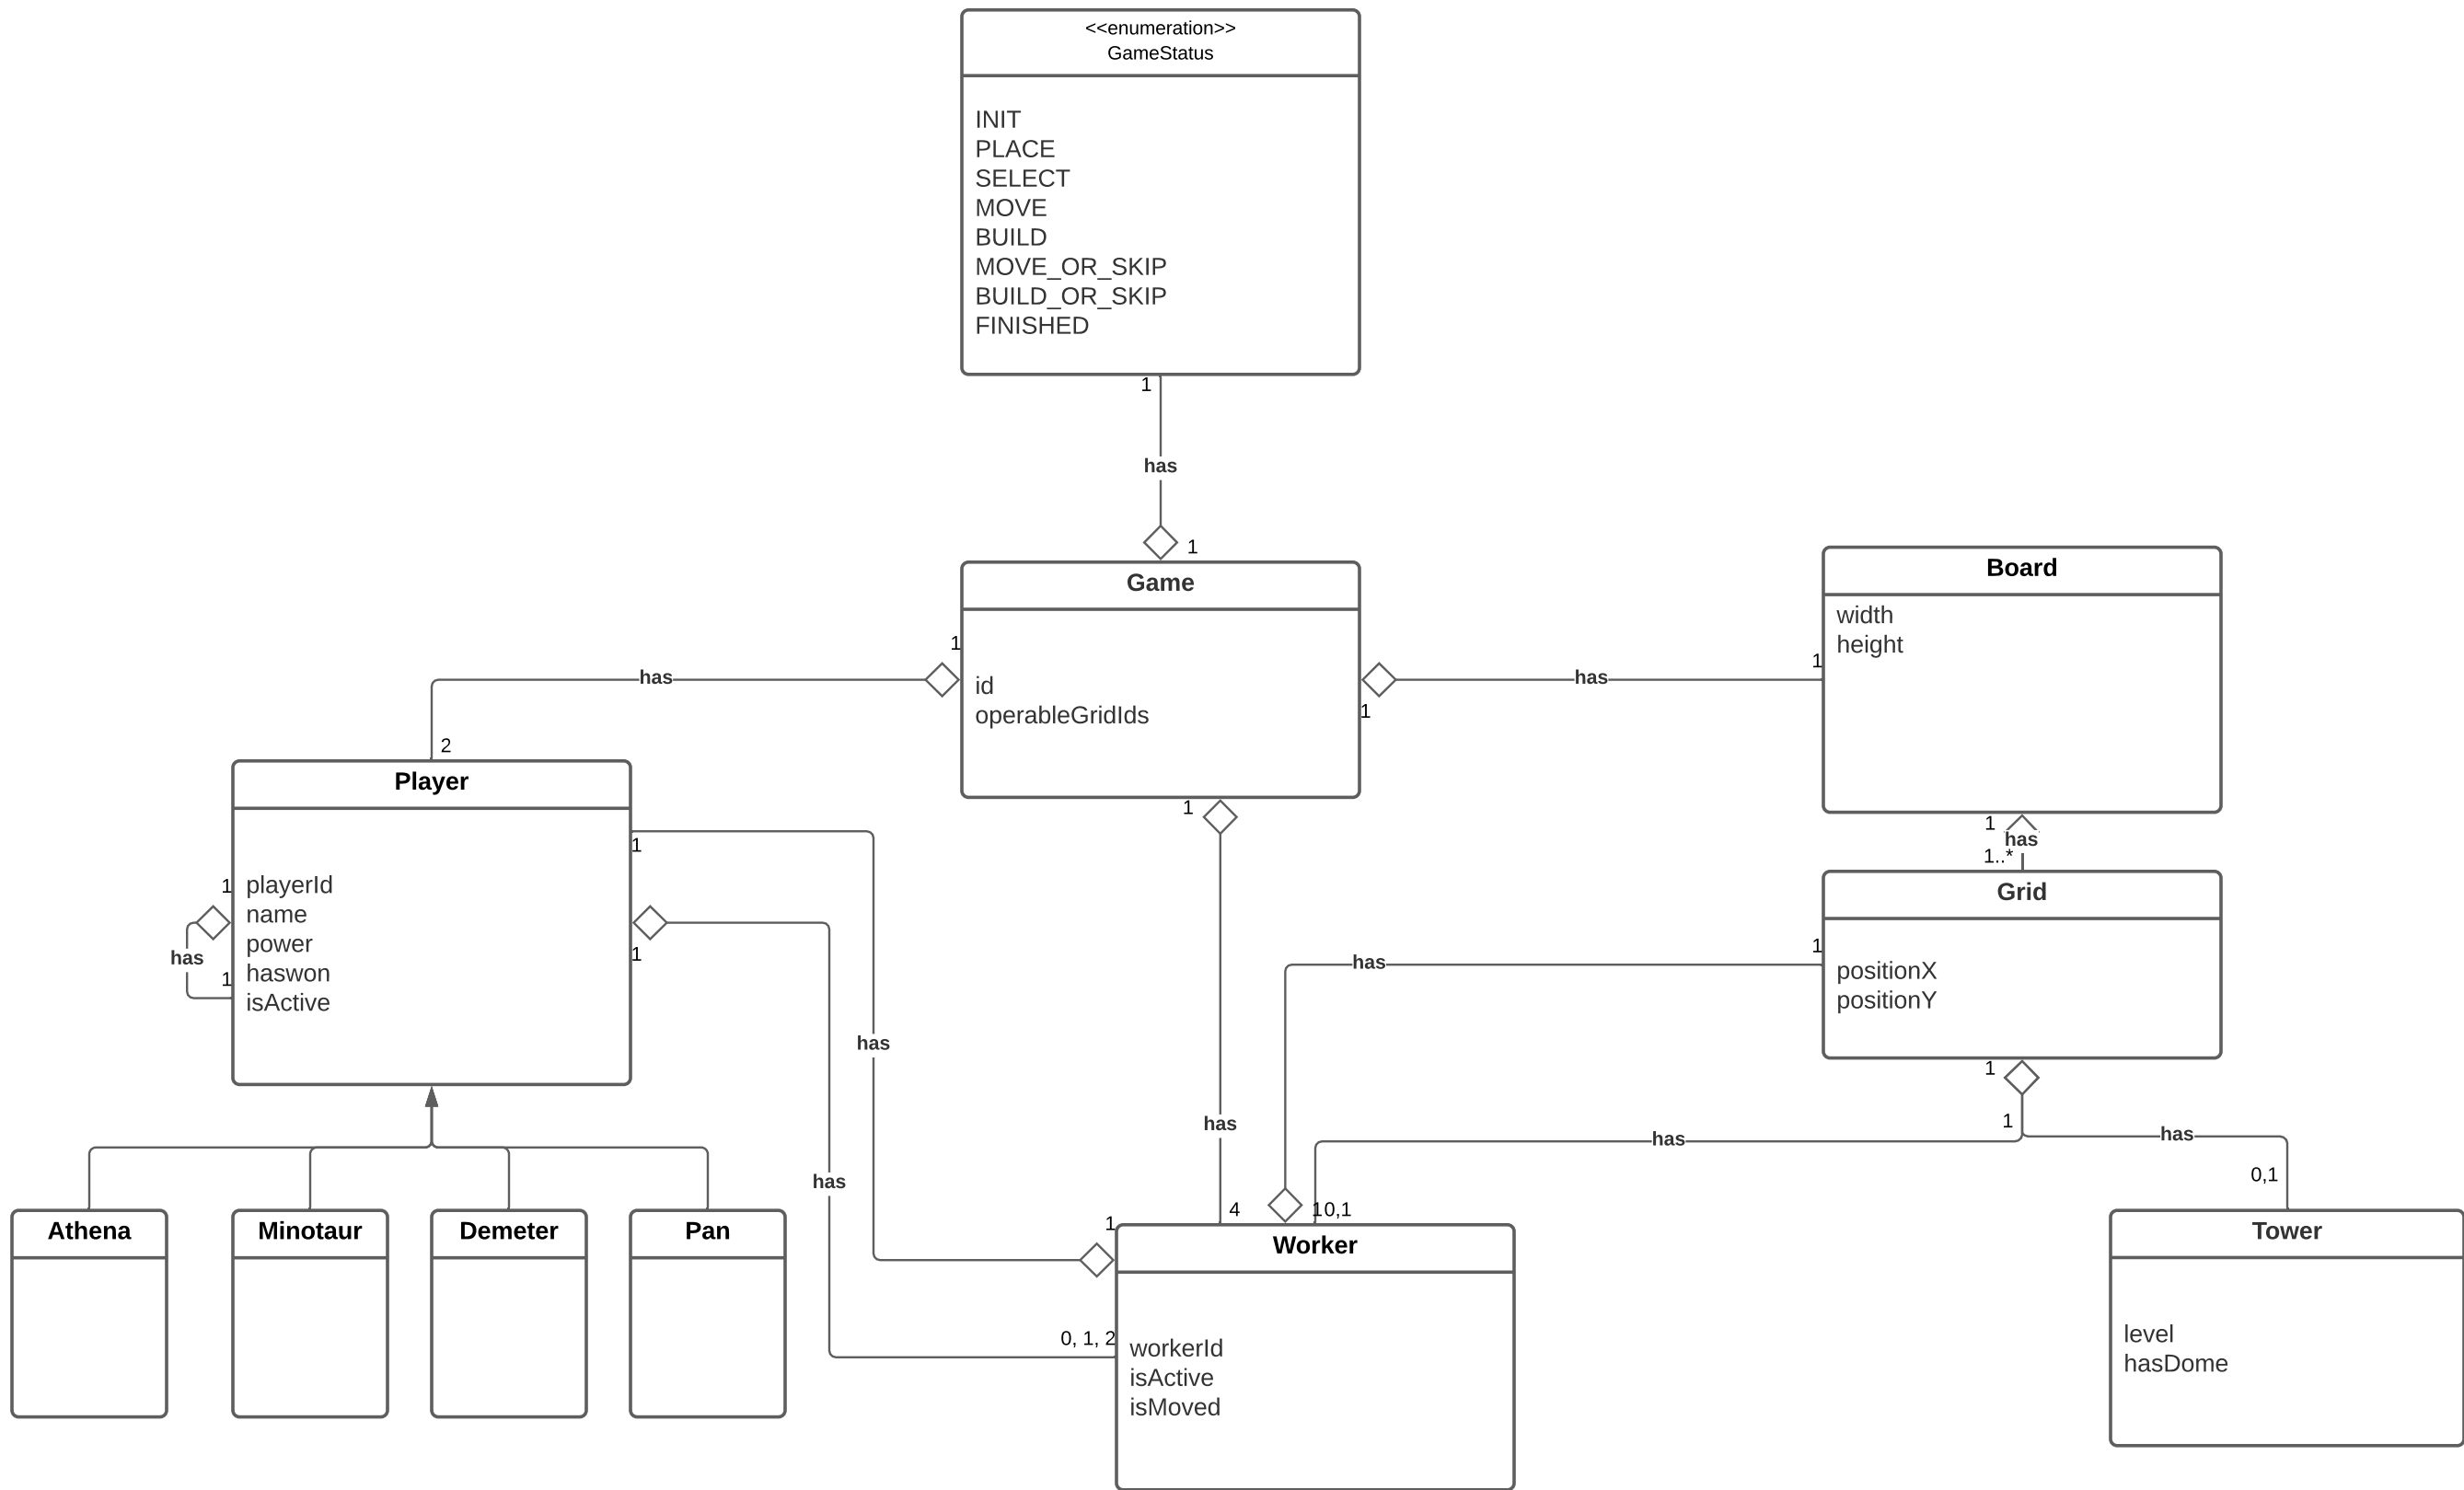 <<enumeration>>
GameStatus
INIT
PLACE
SELECT
MOVE
BUILD
MOVE_OR_SKIP
BUILD_OR_SKIP
FINISHED
1
has
1
Game
id
operableGridIds
1
has
2
1
has
1
Board
width
height
1
has
1..*
Grid
positionX
positionY
Player
playerId
name
power
haswon
isActive
1
has
1
1
has
1
1
has
0, 1, 2
1
has
4
1
has
1
1
has
0,1
1
has
0,1
Athena
Minotaur
Demeter
Pan
Worker
workerId
isActive
isMoved
Tower
level
hasDome